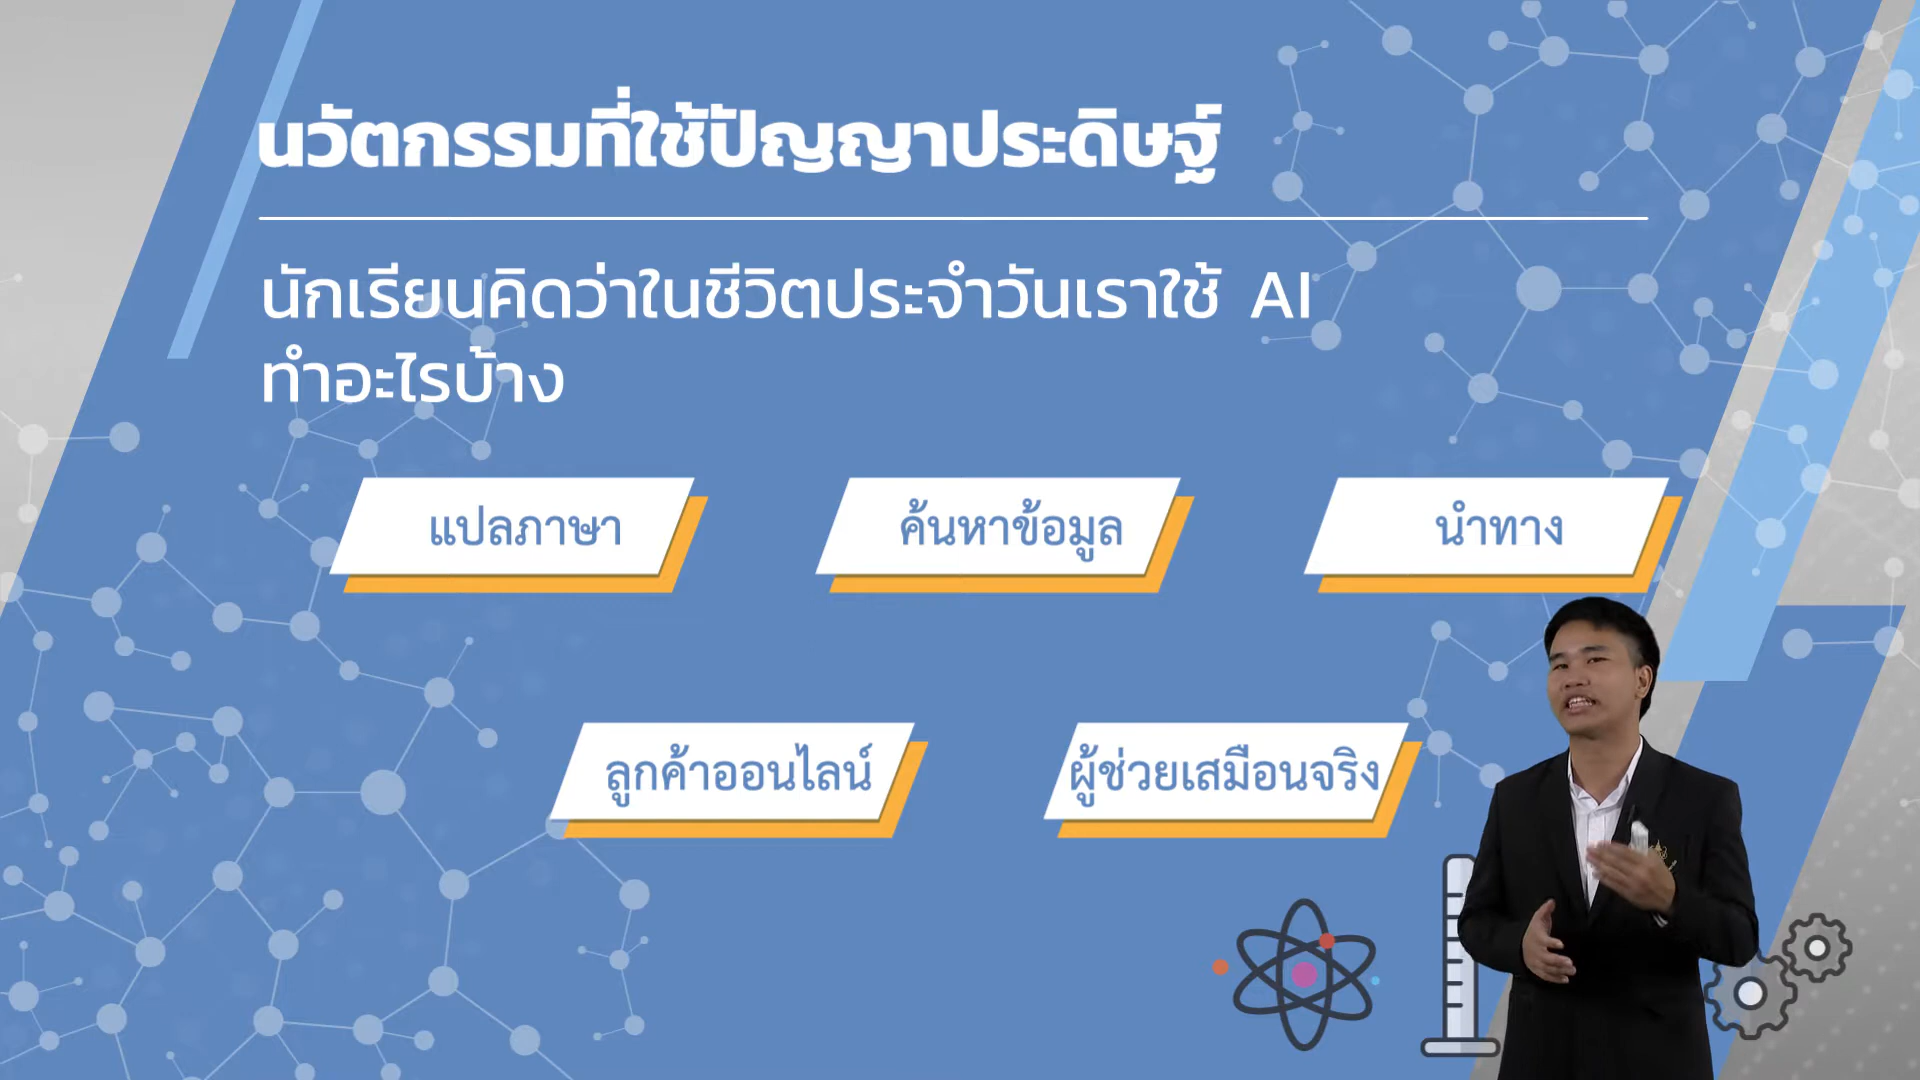 นวัตกรรมที่ใช้ปัญญาประดิษฐ์
นักเรียนคิดว่าในชีวิตประจำวันเราใช้ AI
ทำอะไรบ้าง
แปลภาษา
ค้นหาข้อมูล
นำทาง
ลูกค้าออนไลน์
ผู้ช่วยเสมือนจริง